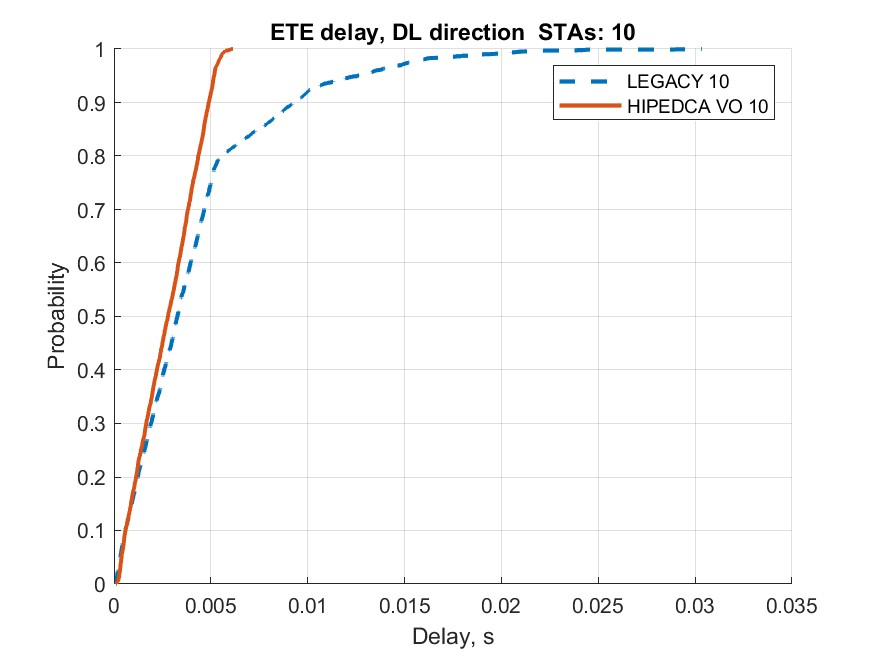 ETE delay, DL direction  STAs: 10
LEGACY 10
HIPEDCA VO 10
Probability
1
0.9
0.8
0.7
0.6
0.5
0.4
0.3
0.2
0.1
0
0 0.005 0.01 0.015 0.02 0.025 0.03 0.035
Delay, s